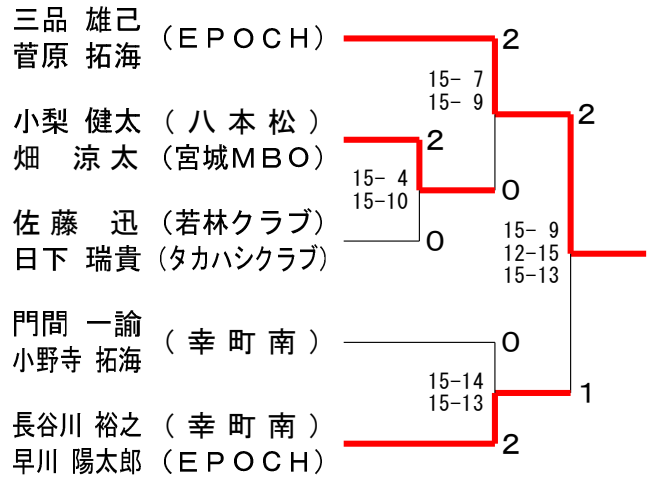 三品 雄己
菅原 拓海
(EPOCH)
2
15- 7
15- 9
小梨 健太 (八本松)
畑 涼太 (宮城MBO)
2
2
15- 4
15-10
0
佐藤 迅 (若林クラブ)
日下 瑞貴 (タカハシクラブ)
0
15- 9
12-15
15-13
門間 一諭
小野寺 拓海
(幸町南)
0
15-14
15-13
1
長谷川 裕之 (幸町南)
早川 陽太郎 (EPOCH)
2